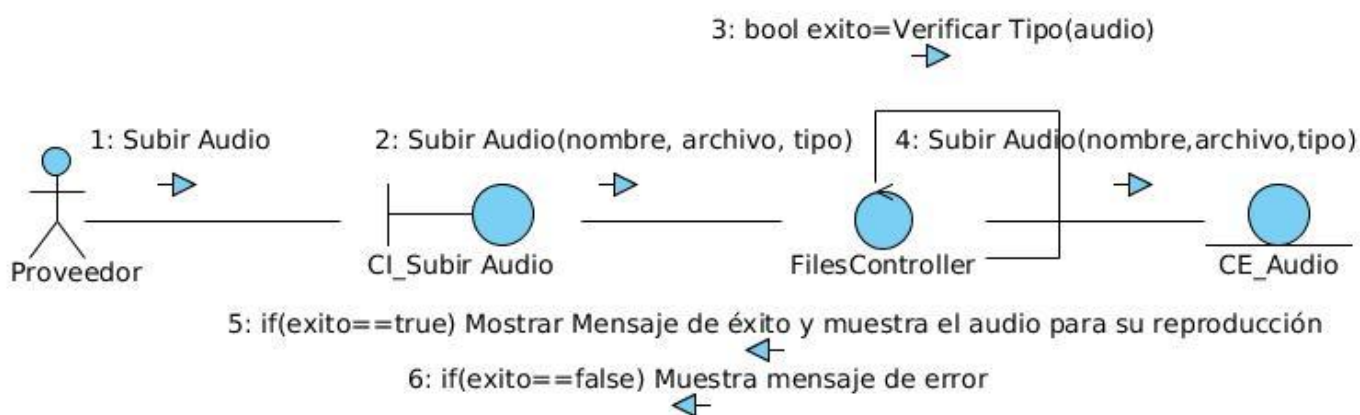 3: bool exito=Verificar Tipo(audio)
1: Subir Audio
2: Subir Audio(nombre, archivo, tipo)
4: Subir Audio(nombre,archivo,tipo)
Proveedor
CI_Subir Audio
FilesController
CE_Audio
5: if(exito==true) Mostrar Mensaje de éxito y muestra el audio para su reproducción
6: if(exito==false) Muestra mensaje de error